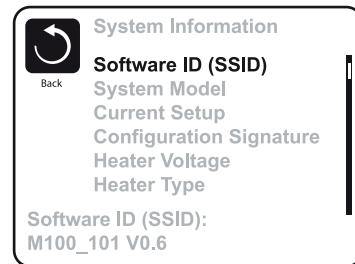 System Information
Back
Software ID (SSID)
System Model
Current Setup
Configuration Signature
Heater Voltage
Heater Type
Software ID (SSID):
M100_101 V0.6